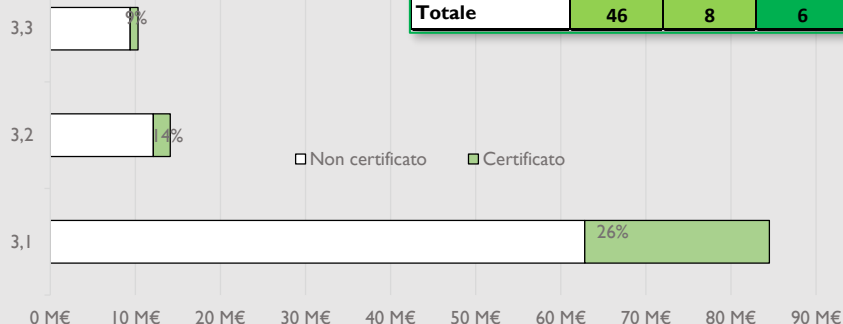 Totale 46 8 6
3,3 9%
3,2 14%
Non certificato Certificato
3,1 26%
0 M€ 10 M€ 20 M€ 30 M€ 40 M€ 50 M€ 60 M€ 70 M€ 80 M€ 90 M€